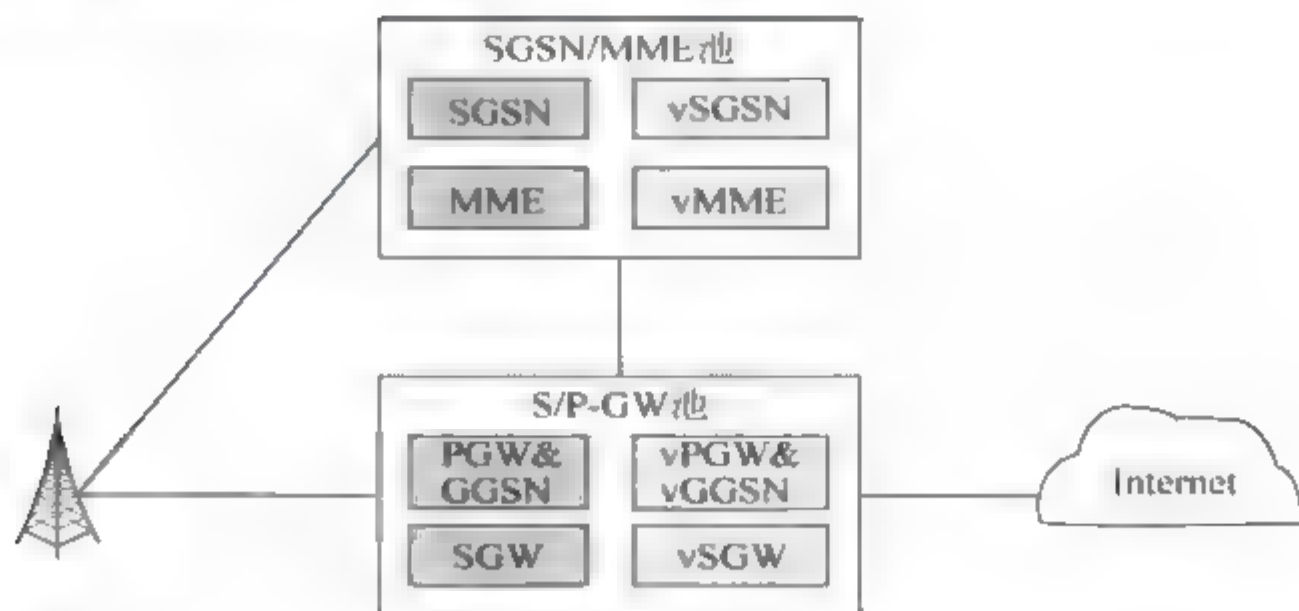 SGSN/MME池
SGSN
vSGSN
MME
vMME
S/P-GW池
PGW&
GGSN
vPGW&
vGGSN
SGW
vSGW
Internet